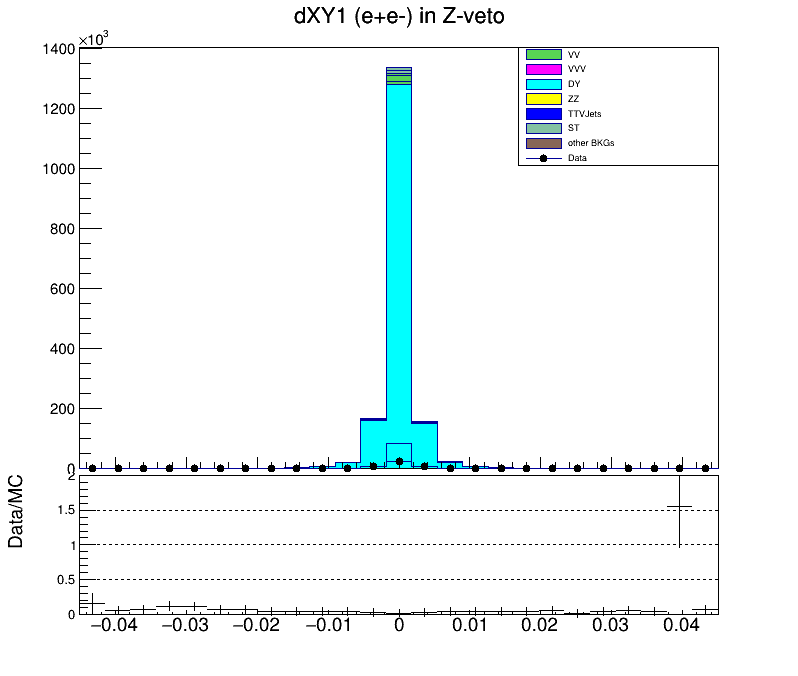 dXY1 (e+e-) in Z-veto
×10³
1400
1200
1000
800
600
400
200
0
VV
VVV
DY
ZZ
TTVJets
ST
other BKGs
Data
Data/MC
2
1.5
1
0.5
0
−0.04 −0.03 −0.02 −0.01 0 0.01 0.02 0.03 0.04